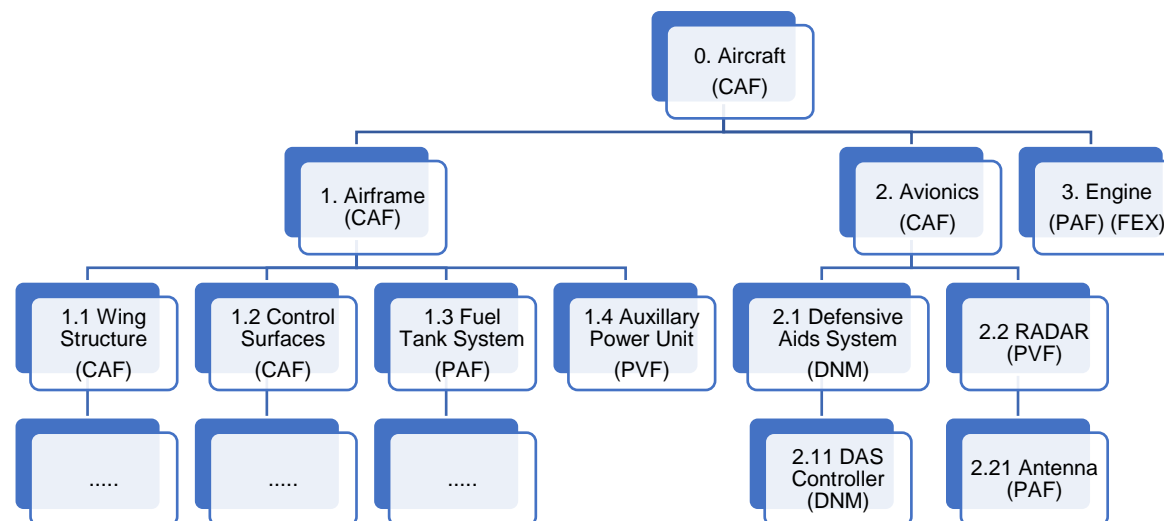 0. Aircraft
(CAF)
1. Airframe
(CAF)
2. Avionics
(CAF)
3. Engine
(PAF) (FEX)
1.1 Wing
Structure
(CAF)
1.2 Control
Surfaces
(CAF)
1.3 Fuel
Tank System
(PAF)
1.4 Auxillary
Power Unit
(PVF)
2.1 Defensive
Aids System
(DNM)
2.2 RADAR
(PVF)
.....
.....
.....
2.11 DAS
Controller
(DNM)
2.21 Antenna
(PAF)